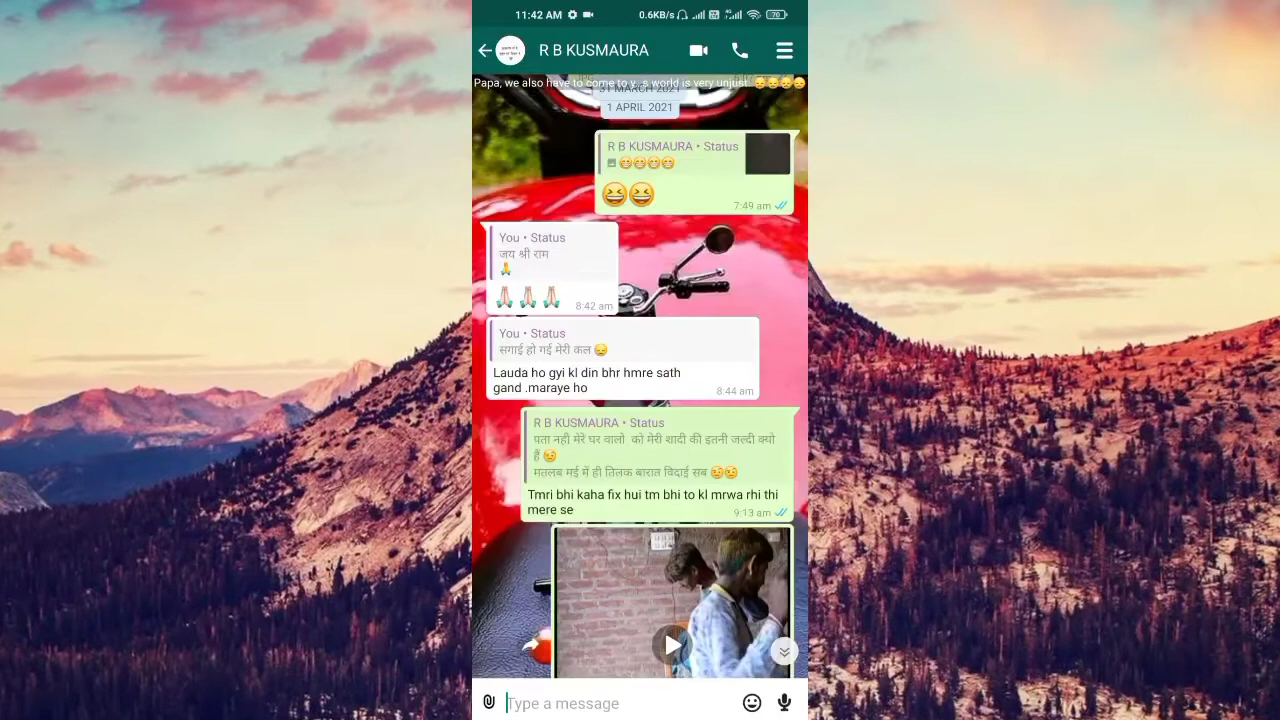 11:42 AM
0.6KB/s
70
R B KUSMAURA
Papa, we also have to come to y..s world is very unjust. 😔😔😔😔
31 MARCH 2021
1 APRIL 2021
R B KUSMAURA • Status
😁😁😁😁
😆😆
7:49 am
You • Status
जय श्री राम
🙏
🙏🏻 🙏🏻 🙏🏻
8:42 am
You • Status
सगाई हो गई मेरी कल 😞
Lauda ho gyi kl din bhr hmre sath
gand .maraye ho
8:44 am
R B KUSMAURA • Status
पता नही मेरे घर वालो को मेरी शादी की इतनी जल्दी क्यो
हैं 😉
मतलब मई में ही तिलक बारात विदाई सब
Tmri bhi kaha fix hui tm bhi to kl mrwa rhi thi
mere se
9:13 am
Type a message